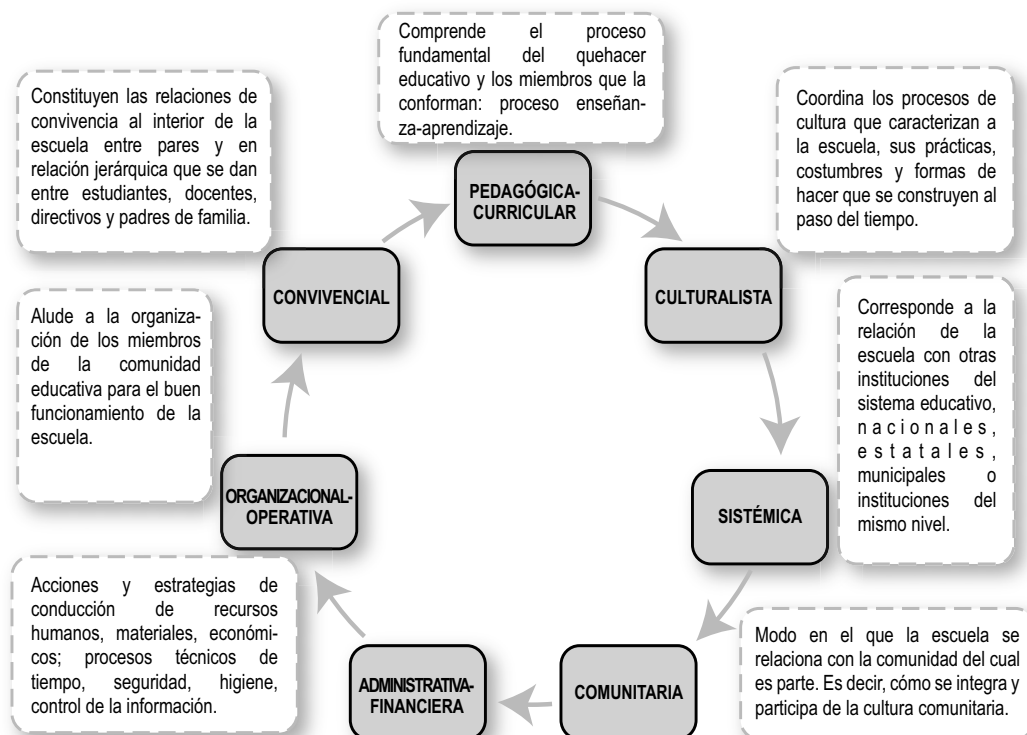 Comprende el proceso
fundamental del quehacer
educativo y los miembros que la
conforman: proceso enseñan-
za-aprendizaje.
PEDAGÓGICA-
CURRICULAR
Coordina los procesos de
cultura que caracterizan a
la escuela, sus prácticas,
costumbres y formas de
hacer que se construyen al
paso del tiempo.
CULTURALISTA
Corresponde a la
relación de la
escuela con otras
instituciones del
sistema educativo,
nacionales,
estatales,
municipales o
instituciones del
mismo nivel.
SISTÉMICA
Modo en el que la escuela se
relaciona con la comunidad del cual
es parte. Es decir, cómo se integra y
participa de la cultura comunitaria.
COMUNITARIA
Acciones y estrategias de
conducción de recursos
humanos, materiales, económi-
cos; procesos técnicos de
tiempo, seguridad, higiene,
control de la información.
ADMINISTRATIVA-
FINANCIERA
Alude a la organiza-
ción de los miembros
de la comunidad
educativa para el buen
funcionamiento de la
escuela.
ORGANIZACIONAL-
OPERATIVA
Constituyen las relaciones de
convivencia al interior de la
escuela entre pares y en
relación jerárquica que se dan
entre estudiantes, docentes,
directivos y padres de familia.
CONVIVENCIAL